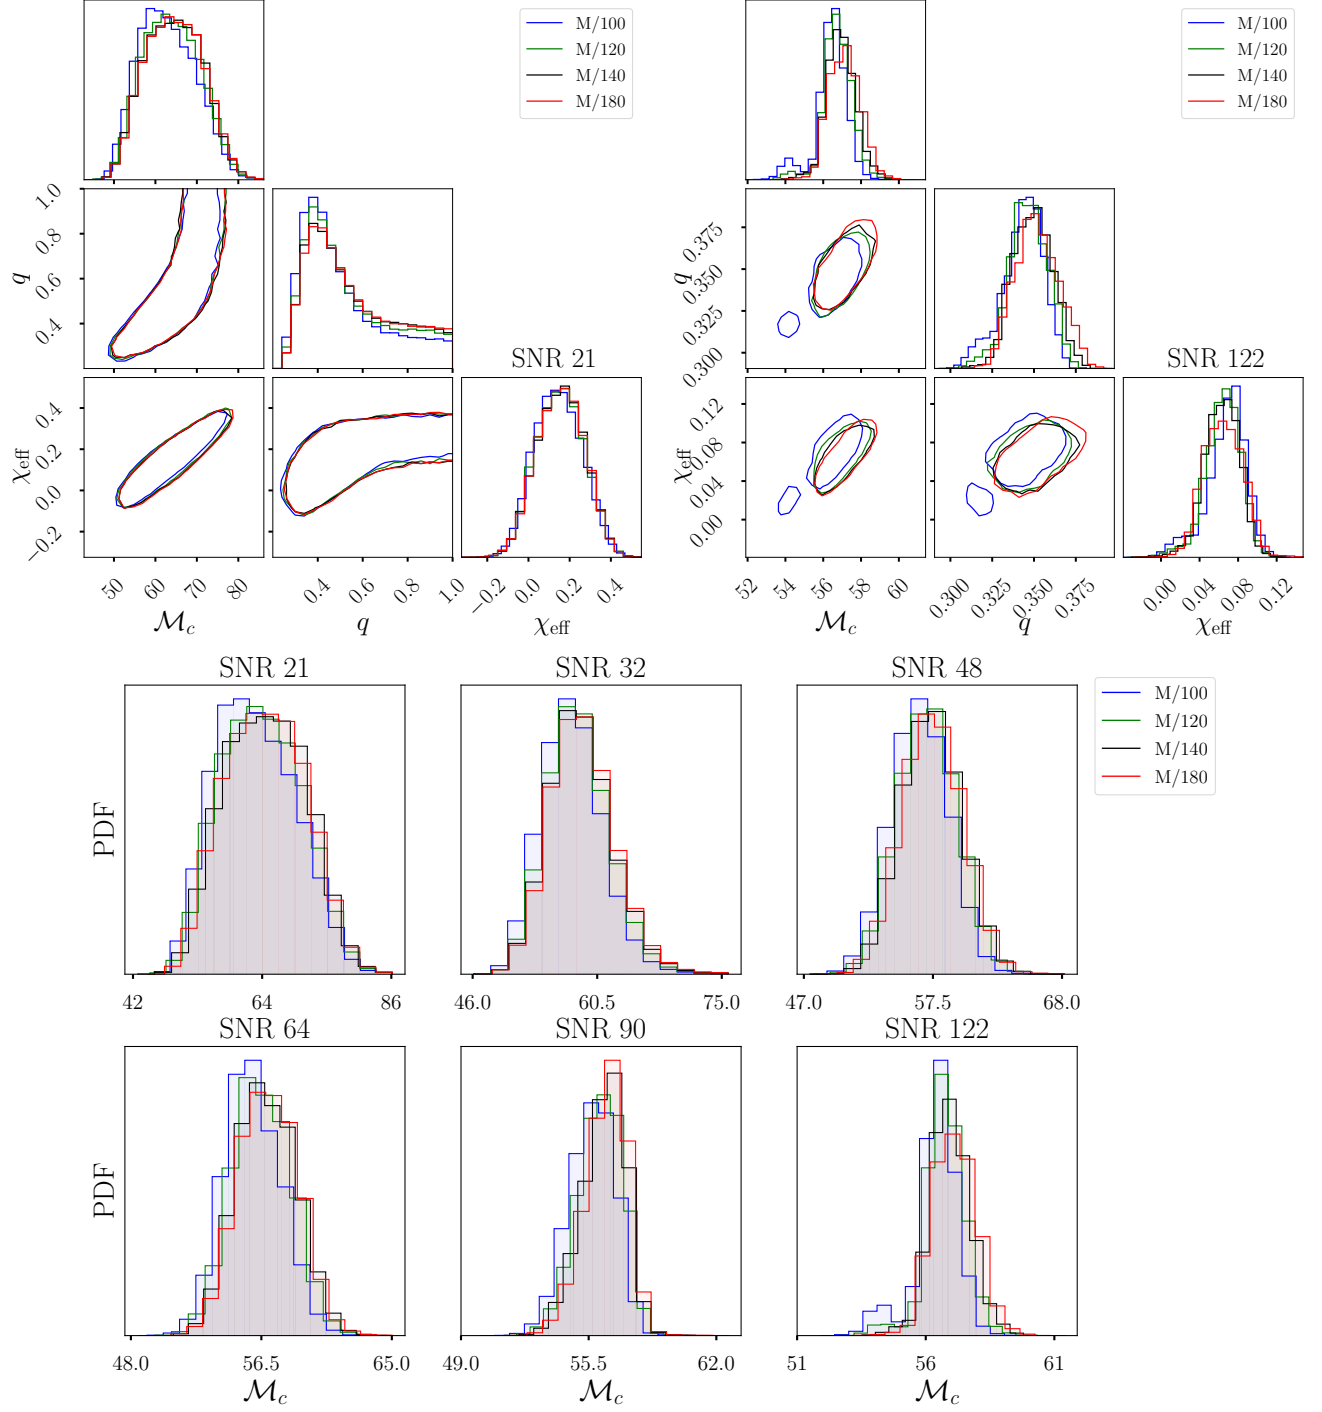 M/100
M/120
M/140
M/180
M/100
M/120
M/140
M/180
1.0
0.8
0.6
0.4
q
0.375
0.350
0.325
0.300
q
SNR 21
SNR 122
0.4
0.2
0.0
−0.2
χeff
0.12
0.08
0.04
0.00
χeff
50 60 70 80
0.4 0.6 0.8 1.0
−0.2 0.0 0.2 0.4
52 54 56 58 60
0.300 0.325 0.350 0.375
0.00 0.04 0.08 0.12
ℳc q χeff ℳc q χeff
SNR 21 SNR 32 SNR 48
M/100
M/120
M/140
M/180
PDF
42 64 86 46.0 60.5 75.0 47.0 57.5 68.0
SNR 64 SNR 90 SNR 122
PDF
48.0 56.5 65.0 49.0 55.5 62.0 51 56 61
ℳc ℳc ℳc